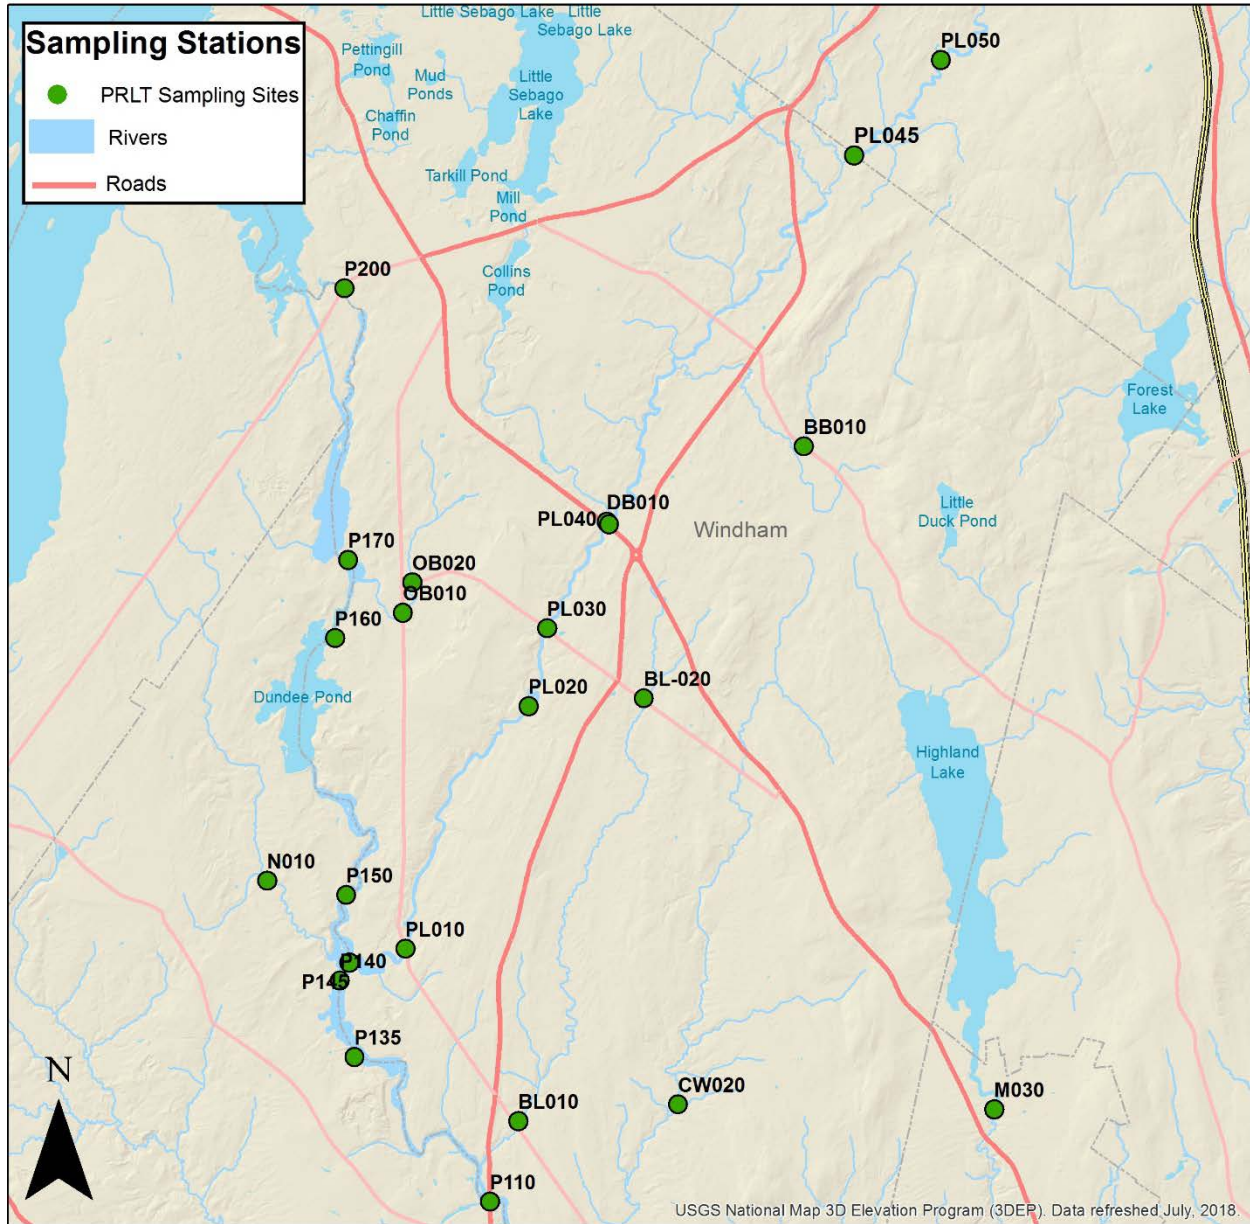 Sampling Stations
PRLT Sampling Sites
Rivers
Roads
Little Sebago Lake
Little
Sebago Lake
Pettingill
Pond
Mud
Ponds
Little
Sebago
Lake
Chaffin
Pond
Tarkill Pond
Mill
Pond
Collins
Pond
PL050
PL045
P200
Forest
Lake
BB010
DB010
PL040
Windham
Little
Duck Pond
P170
OB020
OB010
PL030
P160
BL-020
PL020
Dundee Pond
Highland
Lake
N010
P150
PL010
P140
P145
P135
N
CW020
M030
BL010
P110
USGS National Map 3D Elevation Program (3DEP). Data refreshed July, 2018.